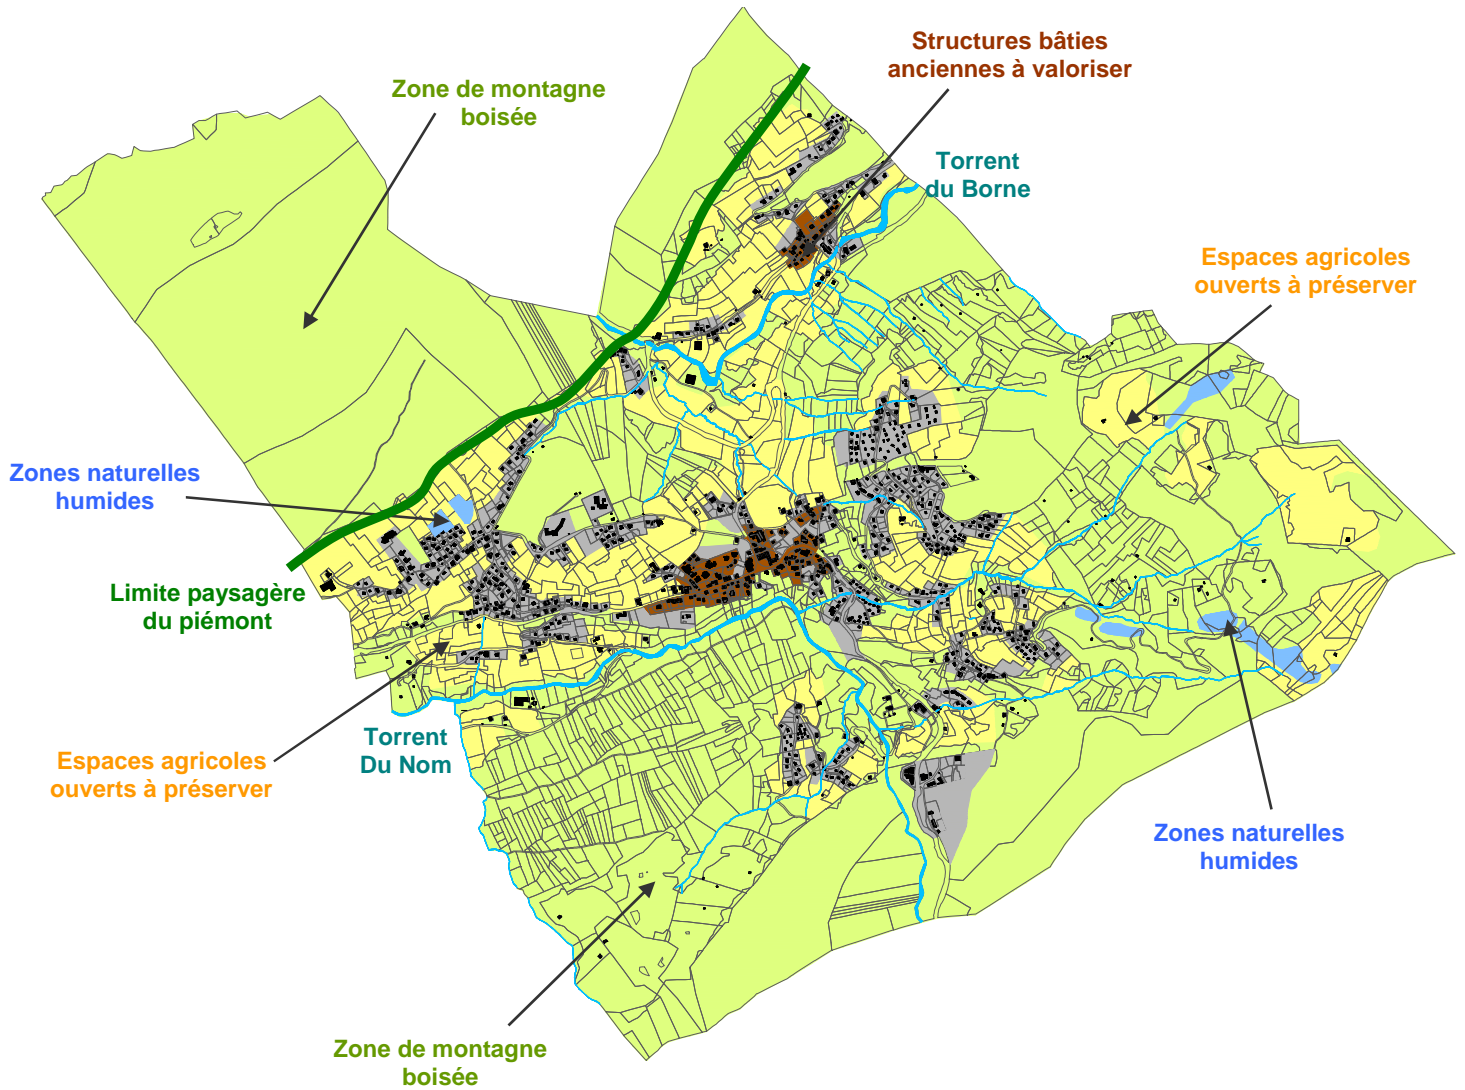 Structures bâties
anciennes à valoriser
Zone de montagne
boisée
Torrent
du Borne
Espaces agricoles
ouverts à préserver
Zones naturelles
humides
Limite paysagère
du piémont
Torrent
Du Nom
Espaces agricoles
ouverts à préserver
Zones naturelles
humides
Zone de montagne
boisée